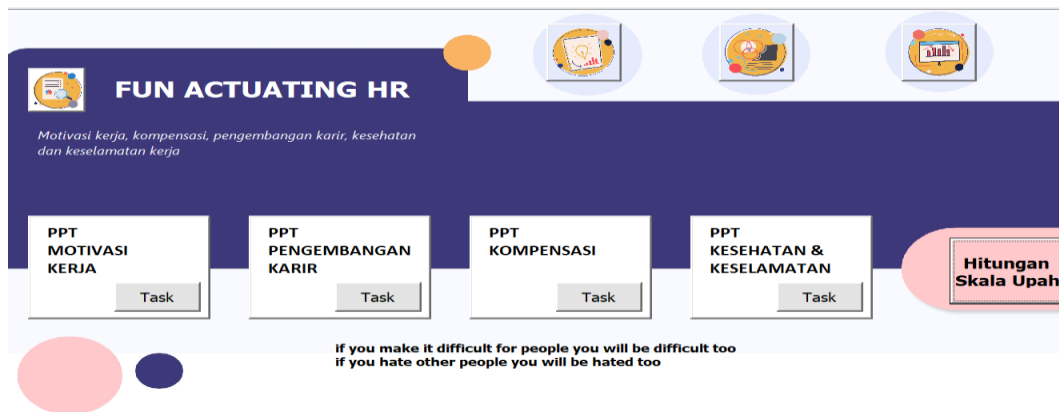 FUN ACTUATING HR
Motivasi kerja, kompensasi, pengembangan karir, kesehatan
dan keselamatan kerja
PPT
MOTIVASI
KERJA
Task
PPT
PENGEMBANGAN
KARIR
Task
PPT
KOMPENSASI
Task
PPT
KESEHATAN &
KESELAMATAN
Task
Hitungan
Skala Upah
if you make it difficult for people you will be difficult too
if you hate other people you will be hated too